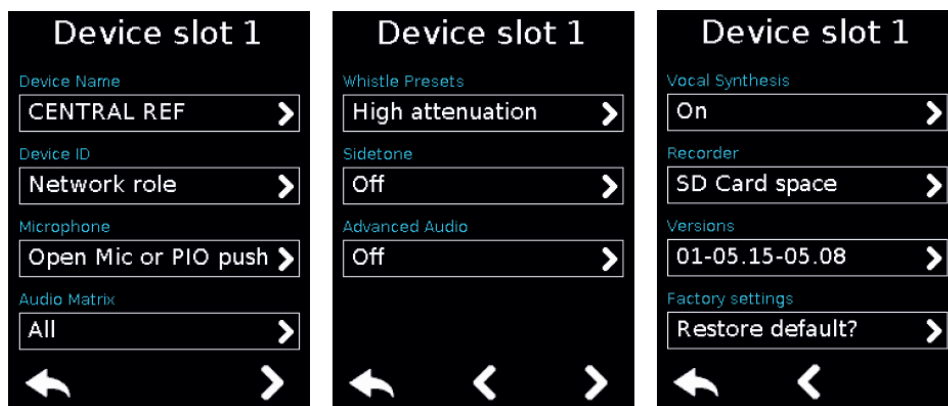 Device slot 1
Device Name
CENTRAL REF
Device ID
Network role
Microphone
Open Mic or PIO push
Audio Matrix
All
Device slot 1
Whistle Presets
High attenuation
Sidetone
Off
Advanced Audio
Off
Device slot 1
Vocal Synthesis
On
Recorder
SD Card space
Versions
01-05.15-05.08
Factory settings
Restore default?